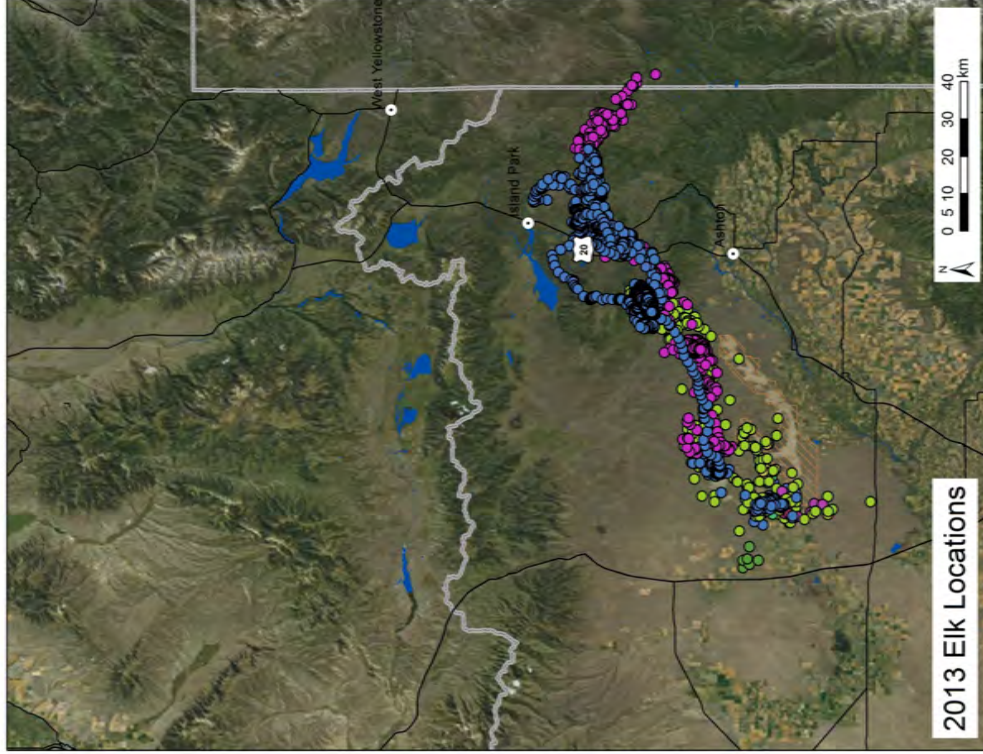 West Yellowstone
Island Park
20
Ashton
2013 Elk Locations
N
0 5 10 20 30 40
km